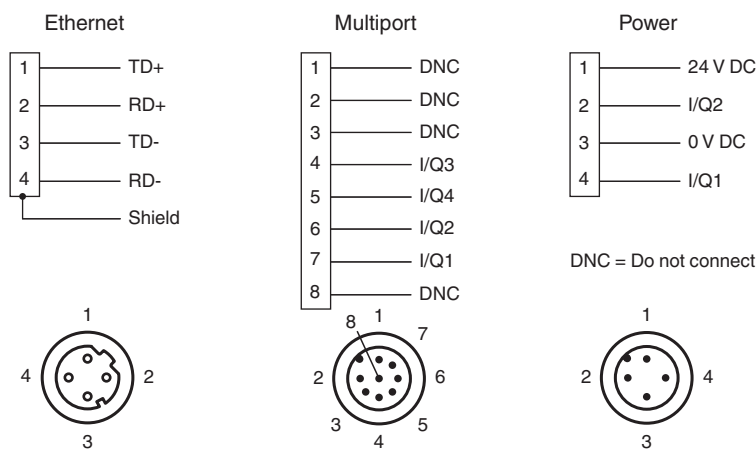 Ethernet
1 TD+
2 RD+
3 TD-
4 RD-
Shield
1
4 2
3
Multiport
1 DNC
2 DNC
3 DNC
4 I/Q3
5 I/Q4
6 I/Q2
7 I/Q1
8 DNC
8 1 7
2 6
3 4 5
Power
1 24 V DC
2 I/Q2
3 0 V DC
4 I/Q1
DNC = Do not connect
1
2 4
3